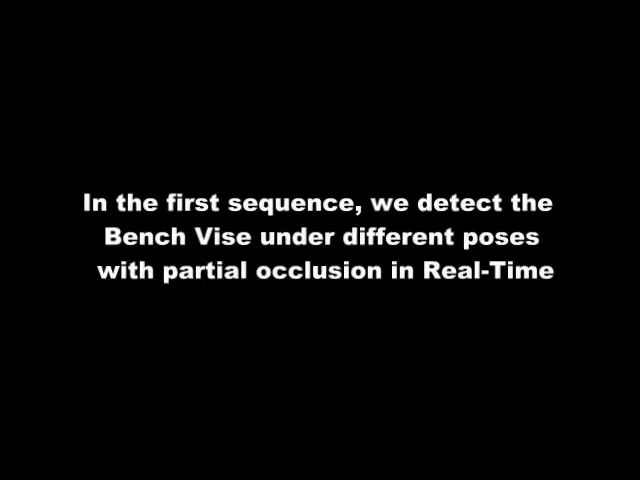 In the first sequence, we detect the
Bench Vise under different poses
with partial occlusion in Real-Time